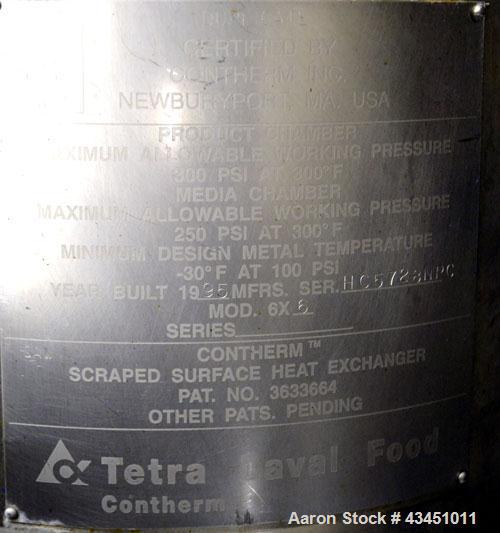 CERTIFIED BY
CONTHERM INC.
NEWBURYPORT, MA, USA
PRODUCT CHAMBER
MAXIMUM ALLOWABLE WORKING PRESSURE
300 PSI AT 300°F
MEDIA CHAMBER
MAXIMUM ALLOWABLE WORKING PRESSURE
250 PSI AT 300°F
MINIMUM DESIGN METAL TEMPERATURE
-30°F AT 100 PSI
YEAR BUILT 1995 MFRS. SER. HC5728NPC
MOD. 6X 6
SERIES
CONTHERM™
SCRAPED SURFACE HEAT EXCHANGER
PAT. NO. 3633664
OTHER PATS. PENDING
Tetra Laval Food
Contherm
Aaron Stock # 43451011